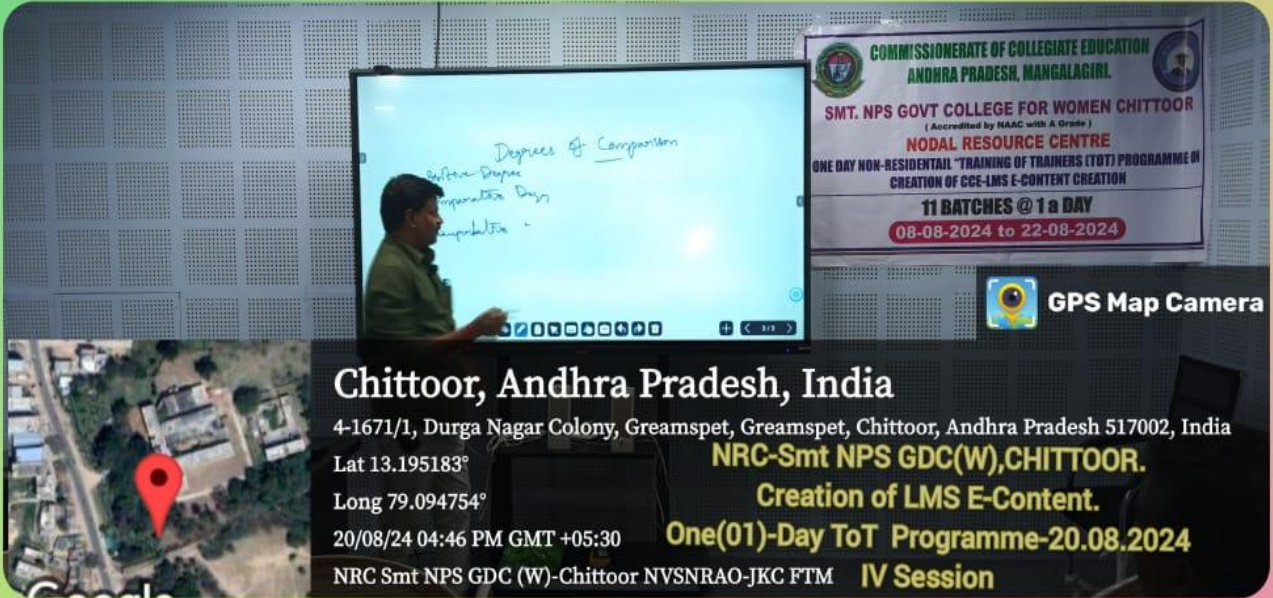 Degrees of Comparison
Positive Degree
Comparative Deg
COMMISSIONERATE OF COLLEGIATE EDUCATION
ANDHRA PRADESH, MANGALAGIRI.
SMT. NPS GOVT COLLEGE FOR WOMEN CHITTOOR
( Accredited by NAAC with A Grade )
NODAL RESOURCE CENTRE
ONE DAY NON-RESIDENTAIL "TRAINING OF TRAINERS (TOT) PROGRAMME ON
CREATION OF CCE-LMS E-CONTENT CREATION
11 BATCHES @ 1 a DAY
08-08-2024 to 22-08-2024
GPS Map Camera
Chittoor, Andhra Pradesh, India
4-1671/1, Durga Nagar Colony, Greamspet, Greamspet, Chittoor, Andhra Pradesh 517002, India
Lat 13.195183°
Long 79.094754°
20/08/24 04:46 PM GMT +05:30
NRC Smt NPS GDC (W)-Chittoor NVSNRAO-JKC FTM
NRC-Smt NPS GDC(W),CHITTOOR.
Creation of LMS E-Content.
One(01)-Day ToT Programme-20.08.2024
IV Session
Google